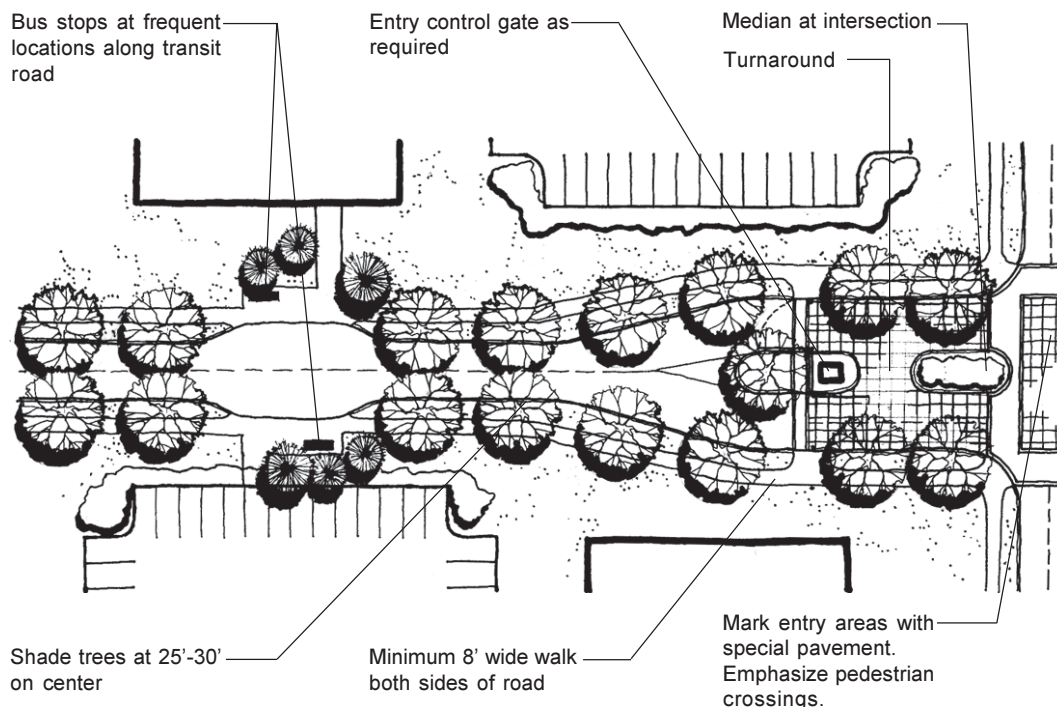 Bus stops at frequent
locations along transit
road
Entry control gate as
required
Median at intersection
Turnaround
Shade trees at 25'-30'
on center
Minimum 8' wide walk
both sides of road
Mark entry areas with
special pavement.
Emphasize pedestrian
crossings.